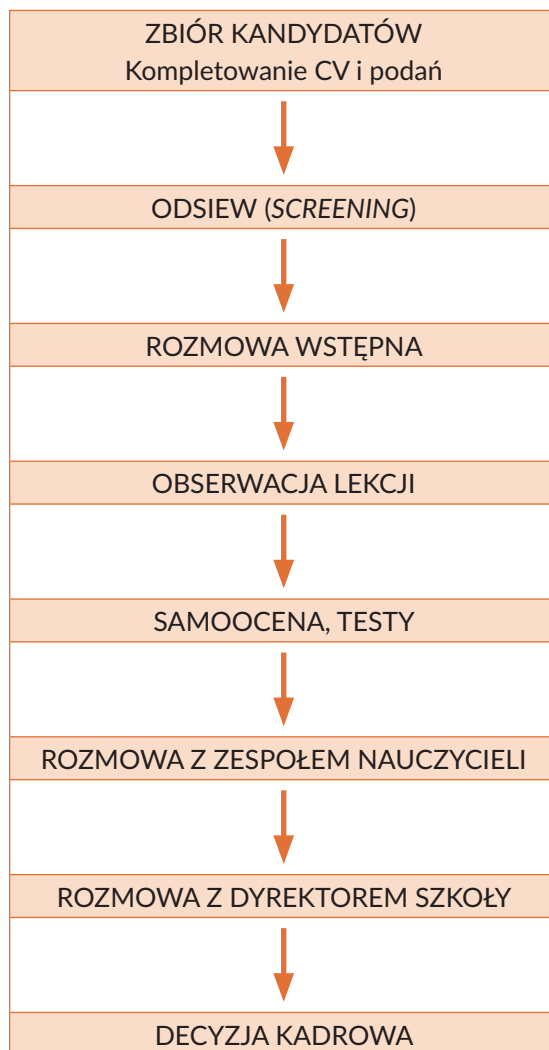 ZBIÓR KANDYDATÓW
Kompletowanie CV i podań
ODSIEW (SCREENING)
ROZMOWA WSTĘPNA
OBSERWACJA LEKCJI
SAMOOCENA, TESTY
ROZMOWA Z ZESPOŁEM NAUCZYCIELI
ROZMOWA Z DYREKTOREM SZKOŁY
DECYZJA KADROWA